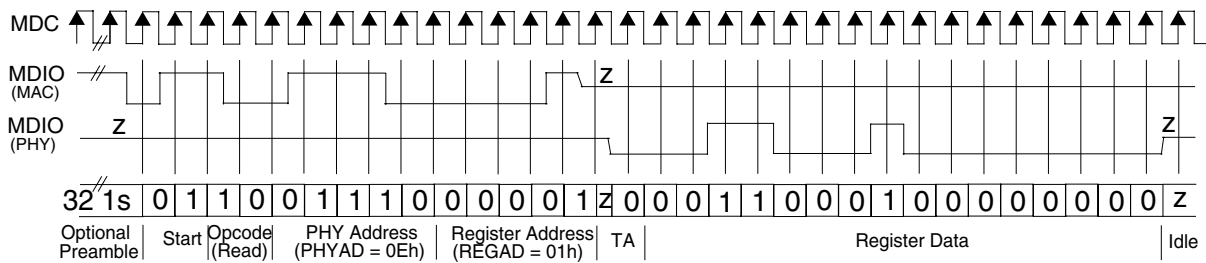 MDC
MDIO
(MAC)
z
MDIO
(PHY)
z
z
32 1s 0 1 1 0 0 1 1 1 0 0 0 0 0 1 z 0 0 0 1 1 0 0 0 1 0 0 0 0 0 0 0 0 z
Optional
Preamble
Start
Opcode
(Read)
PHY Address
(PHYAD = 0Eh)
Register Address
(REGAD = 01h)
TA
Register Data
Idle